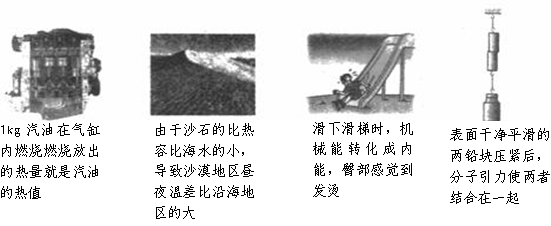 1kg 汽油在气缸
内燃烧燃烧放出
的热量就是汽油
的热值
由于沙石的比热
容比海水的小，
导致沙漠地区昼
夜温差比沿海地
区的大
滑下滑梯时，机
械能转化成内
能，臀部感觉到
发烫
表面干净平滑的
两铅块压紧后，
分子引力使两者
结合在一起